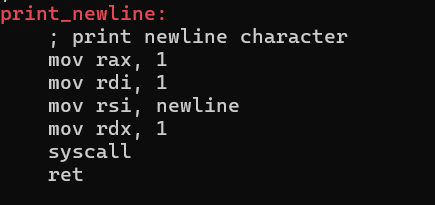 print_newline:
; print newline character
mov rax, 1
mov rdi, 1
mov rsi, newline
mov rdx, 1
syscall
ret